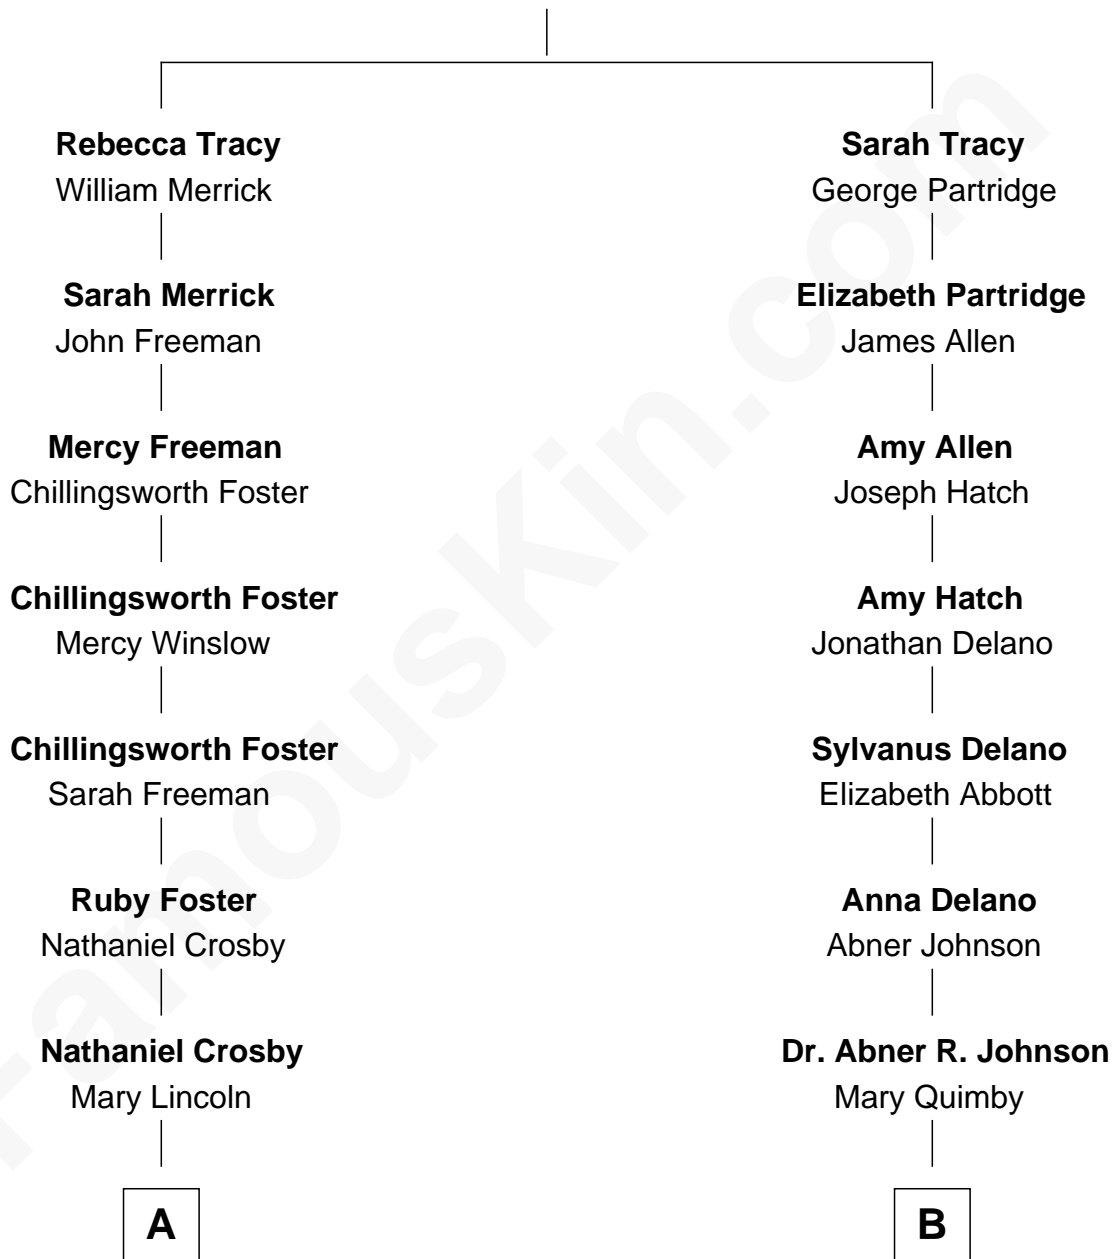 Rebecca Tracy
William Merrick
Sarah Merrick
John Freeman
Mercy Freeman
Chillingsworth Foster
Chillingsworth Foster
Mercy Winslow
Chillingsworth Foster
Sarah Freeman
Ruby Foster
Nathaniel Crosby
Nathaniel Crosby
Mary Lincoln
A
Sarah Tracy
George Partridge
Elizabeth Partridge
James Allen
Amy Allen
Joseph Hatch
Amy Hatch
Jonathan Delano
Sylvanus Delano
Elizabeth Abbott
Anna Delano
Abner Johnson
Dr. Abner R. Johnson
Mary Quimby
B
FamousKin.com